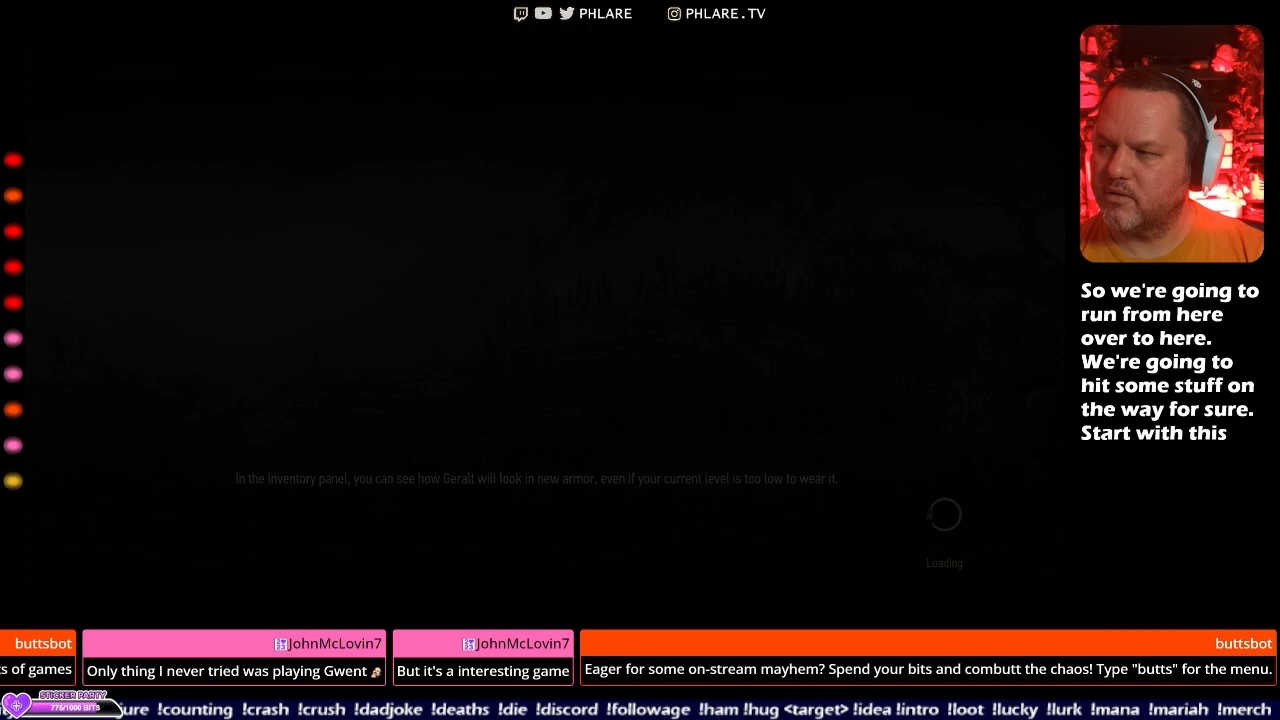 PHLARE PHLARE.TV
So we're going to
run from here
over to here.
We're going to
hit some stuff on
the way for sure.
Start with this
In the Inventory panel, you can see how Geralt will look in new armor, even if your current level is too low to wear it.
Loading
buttsbot
of games
JohnMcLovin7
Only thing I never tried was playing Gwent
JohnMcLovin7
But it's a interesting game
buttsbot
Eager for some on-stream mayhem? Spend your bits and combutt the chaos! Type "butts" for the menu.
STICKER PARTY
775/1000 BITS
ure !counting !crash !crush !dadjoke !deaths !die !discord !followage !ham !hug <target> !idea !intro !loot !lucky !lurk !mana !mariah !merch